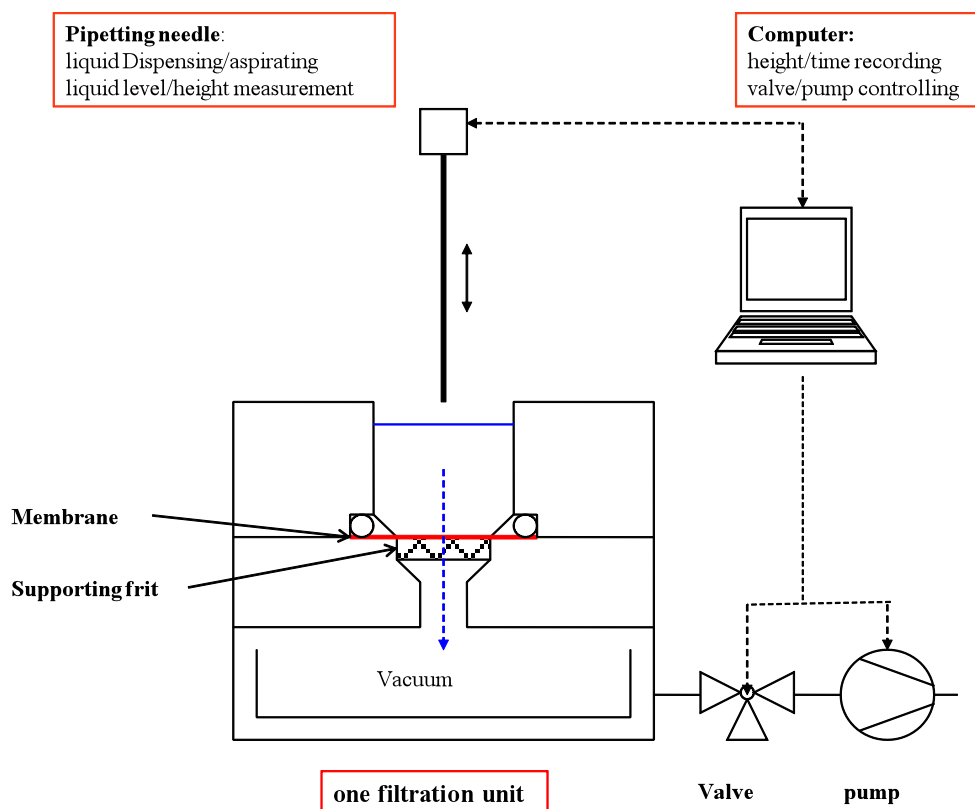 Pipetting needle:
liquid Dispensing/aspirating
liquid level/height measurement
Computer:
height/time recording
valve/pump controlling
Membrane
Supporting frit
Vacuum
one filtration unit
Valve
pump